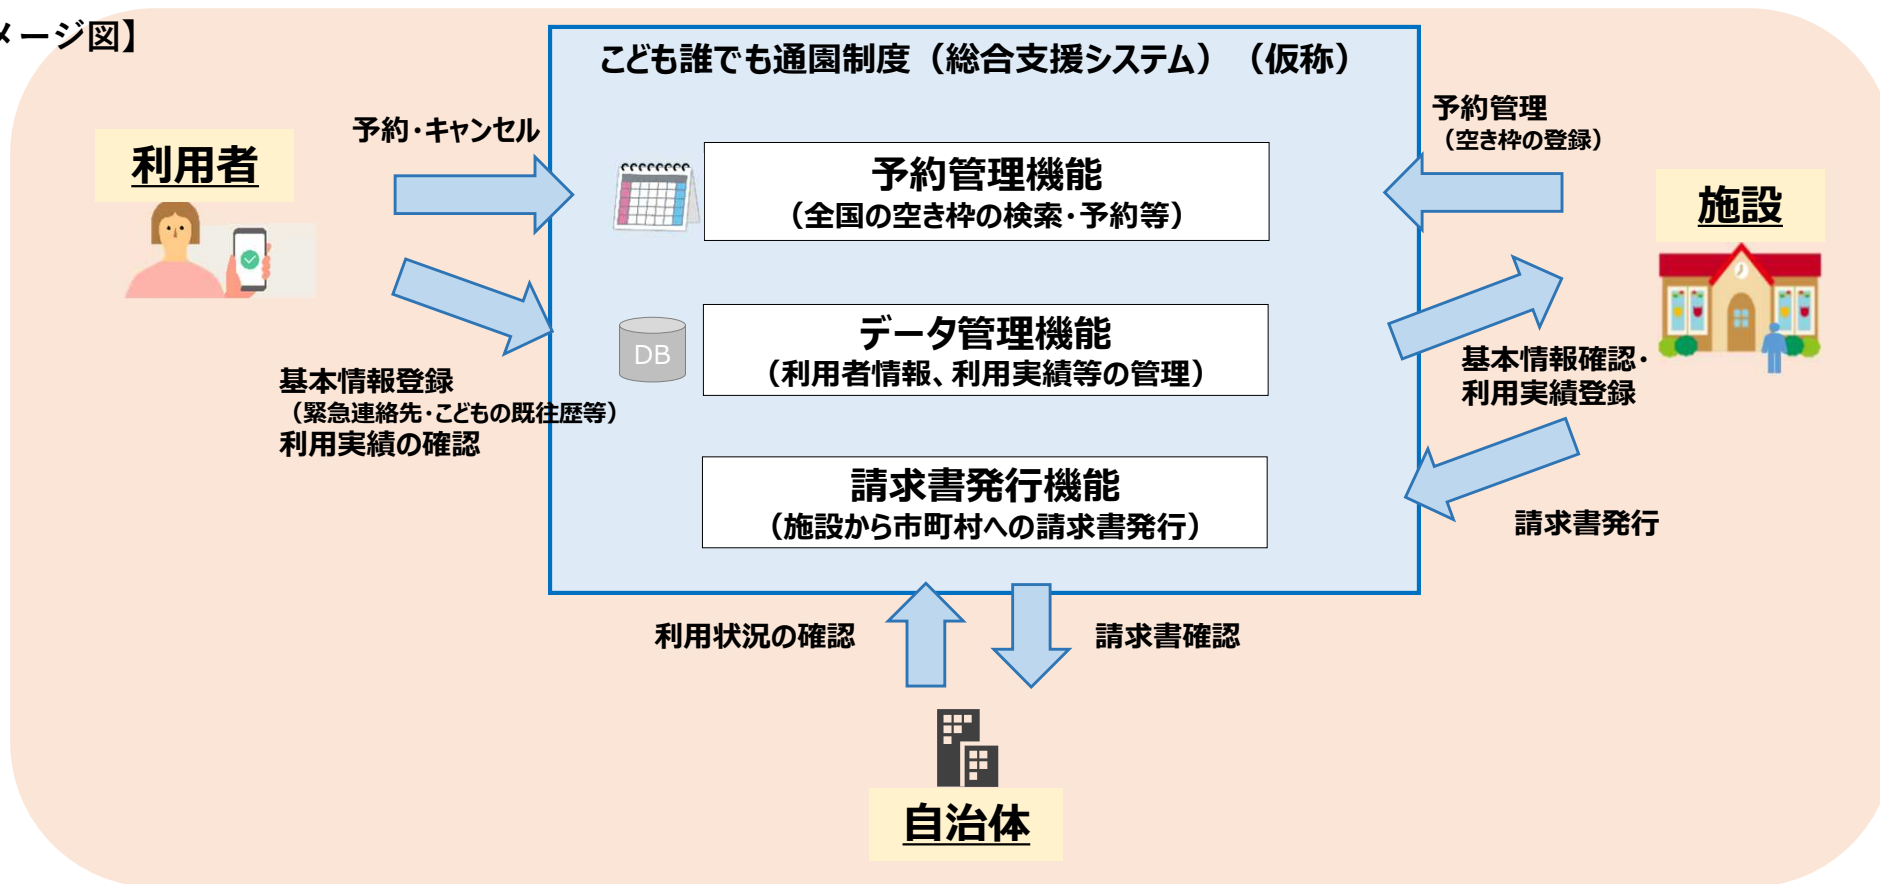 メージ図】
こども誰でも通園制度（総合支援システム）（仮称）
利用者
予約・キャンセル
基本情報登録
（緊急連絡先・こどもの既往歴等）
利用実績の確認
予約管理機能
（全国の空き枠の検索・予約等）
DB
データ管理機能
（利用者情報、利用実績等の管理）
請求書発行機能
（施設から市町村への請求書発行）
予約管理
（空き枠の登録）
施設
基本情報確認・
利用実績登録
請求書発行
利用状況の確認
請求書確認
自治体